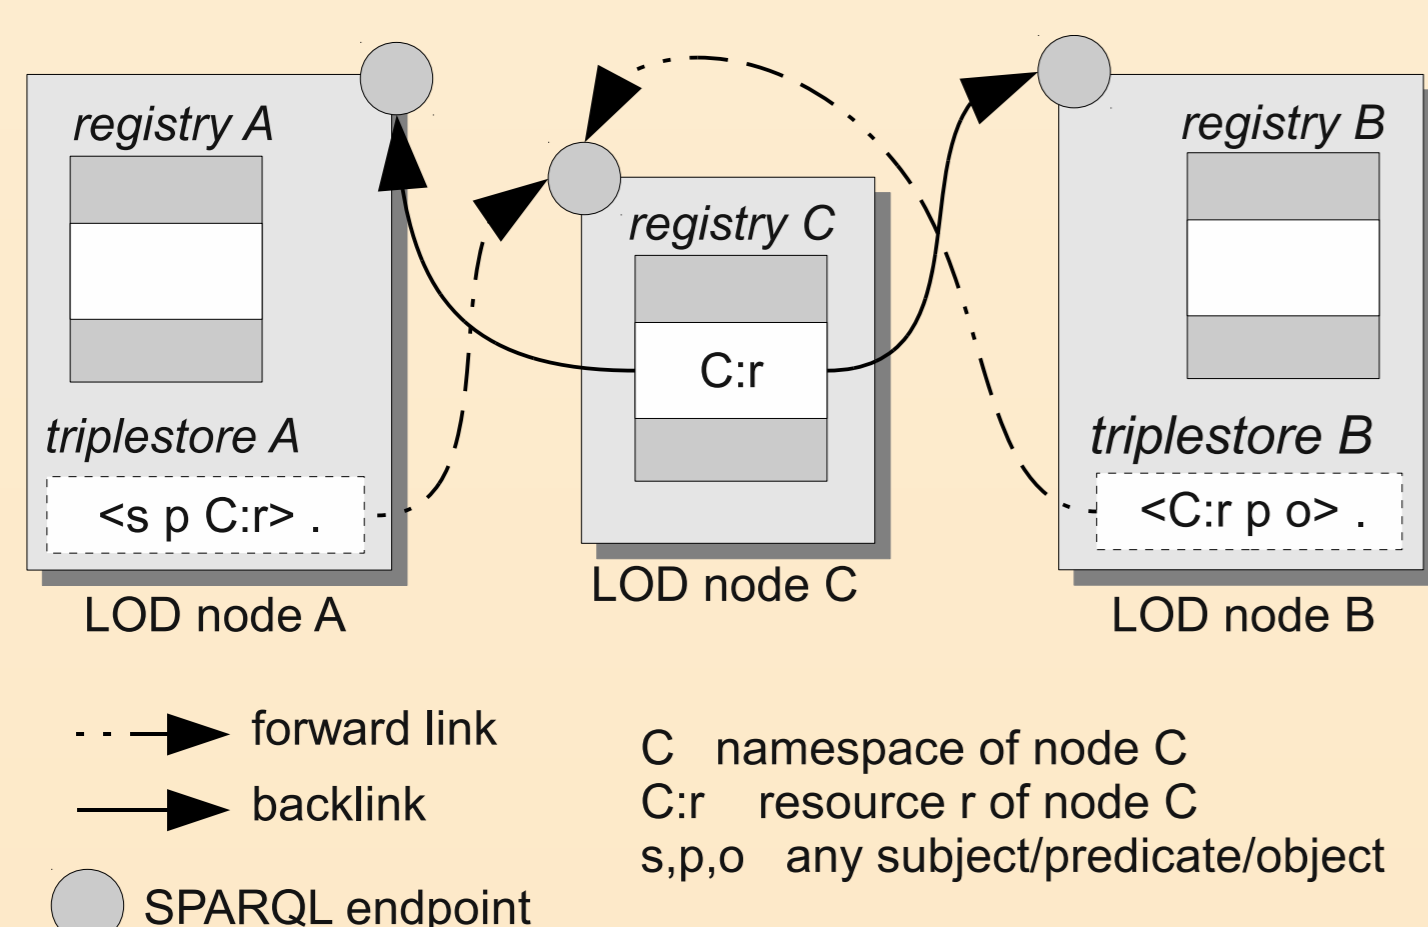 registry A
registry B
registry C
C:r
triplestore A
triplestore B
<s p C:r> .
<C:r p o> .
LOD node A
LOD node C
LOD node B
forward link
backlink
SPARQL endpoint
C namespace of node C
C:r resource r of node C
s,p,o any subject/predicate/object